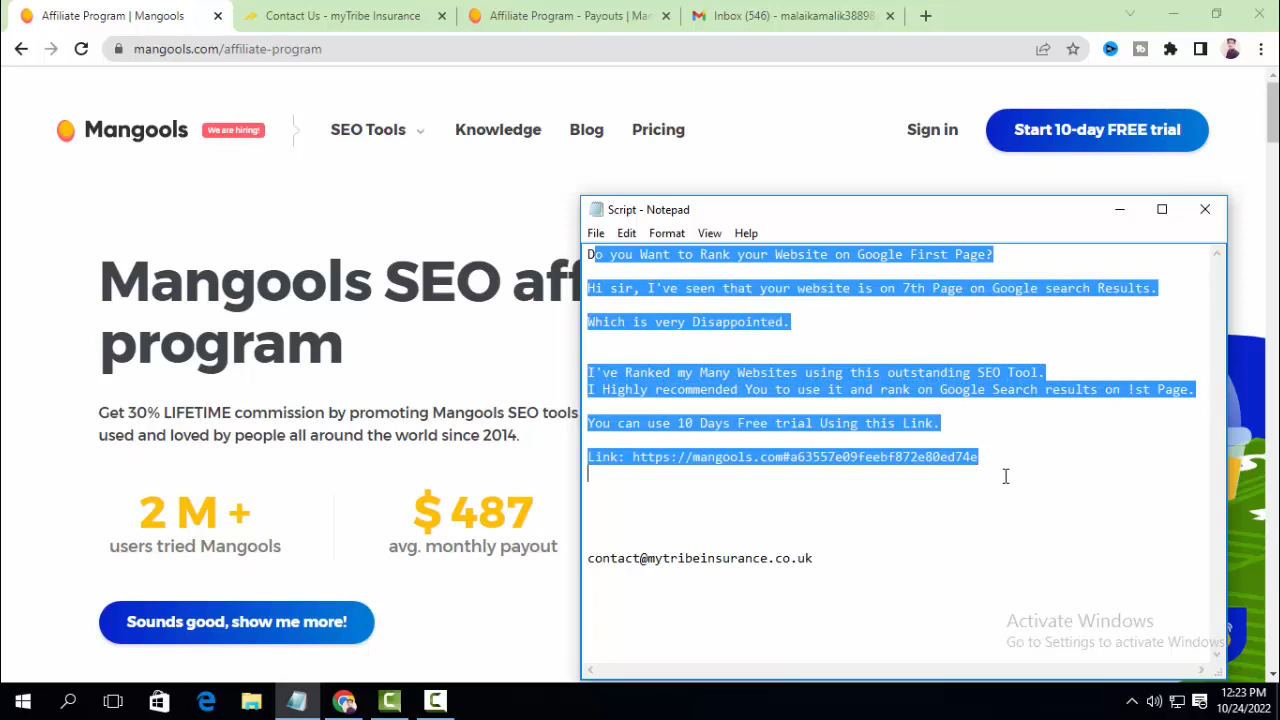 Affiliate Program | Mangools
Contact Us - myTribe Insurance
Affiliate Program - Payouts | Man
Inbox (546) - malaikamalik38898
mangools.com/affiliate-program
Mangools
We are hiring!
SEO Tools
Knowledge
Blog
Pricing
Sign in
Start 10-day FREE trial
Mangools SEO aff
program
Get 30% LIFETIME commission by promoting Mangools SEO tools
used and loved by people all around the world since 2014.
2 M +
users tried Mangools
$ 487
avg. monthly payout
Sounds good, show me more!
Script - Notepad
File Edit Format View Help
Do you Want to Rank your Website on Google First Page?
Hi sir, I've seen that your website is on 7th Page on Google search Results.
Which is very Disappointed.
I've Ranked my Many Websites using this outstanding SEO Tool.
I Highly recommended You to use it and rank on Google Search results on !st Page.
You can use 10 Days Free trial Using this Link.
Link: https://mangools.com#a63557e09feebf872e80ed74e
contact@mytribeinsurance.co.uk
Activate Windows
Go to Settings to activate Windows
12:23 PM
10/24/2022